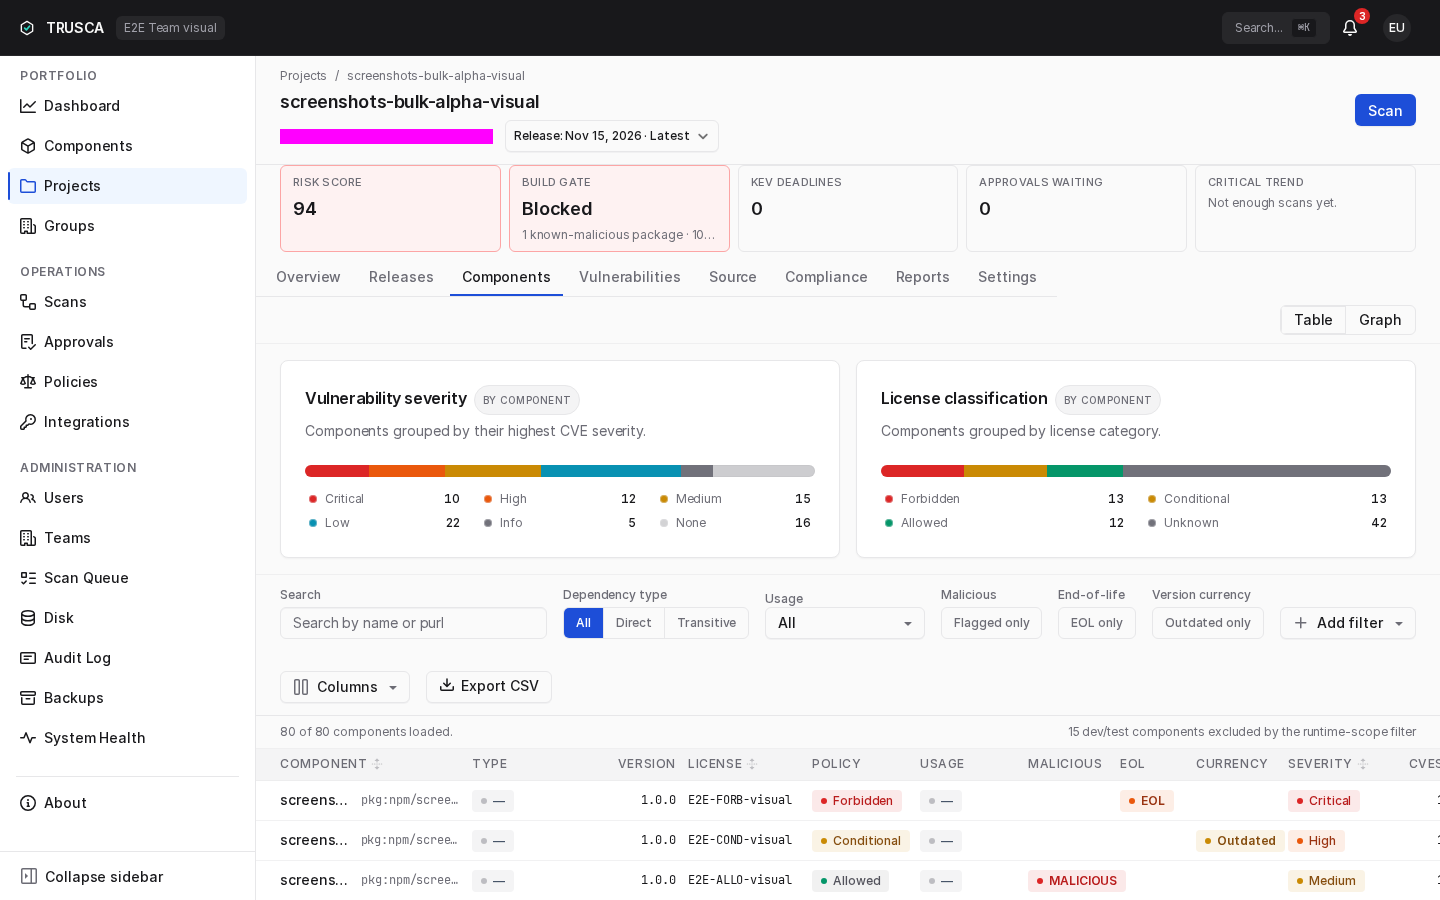 TRUSCA
E2E Team visual
Search...
⌘K
3
EU
PORTFOLIO
Dashboard
Components
Projects
Groups
OPERATIONS
Scans
Approvals
Policies
Integrations
ADMINISTRATION
Users
Teams
Scan Queue
Disk
Audit Log
Backups
System Health
About
Collapse sidebar
Projects / screenshots-bulk-alpha-visual
screenshots-bulk-alpha-visual
Release: Nov 15, 2026 · Latest
Scan
RISK SCORE
94
BUILD GATE
Blocked
1 known-malicious package · 10…
KEV DEADLINES
0
APPROVALS WAITING
0
CRITICAL TREND
Not enough scans yet.
Overview Releases Components Vulnerabilities Source Compliance Reports Settings
Table Graph
Vulnerability severity BY COMPONENT
Components grouped by their highest CVE severity.
Critical 10 High 12 Medium 15
Low 22 Info 5 None 16
License classification BY COMPONENT
Components grouped by license category.
Forbidden 13 Conditional 13
Allowed 12 Unknown 42
Search
Search by name or purl
Dependency type
All Direct Transitive
Usage
All
Malicious
Flagged only
End-of-life
EOL only
Version currency
Outdated only
Add filter
Columns
Export CSV
80 of 80 components loaded.
15 dev/test components excluded by the runtime-scope filter
COMPONENT TYPE VERSION LICENSE POLICY USAGE MALICIOUS EOL CURRENCY SEVERITY CVES
screens… pkg:npm/scree… — 1.0.0 E2E-FORB-visual Forbidden — EOL Critical
screens… pkg:npm/scree… — 1.0.0 E2E-COND-visual Conditional — Outdated High
screens… pkg:npm/scree… — 1.0.0 E2E-ALLO-visual Allowed — MALICIOUS Medium